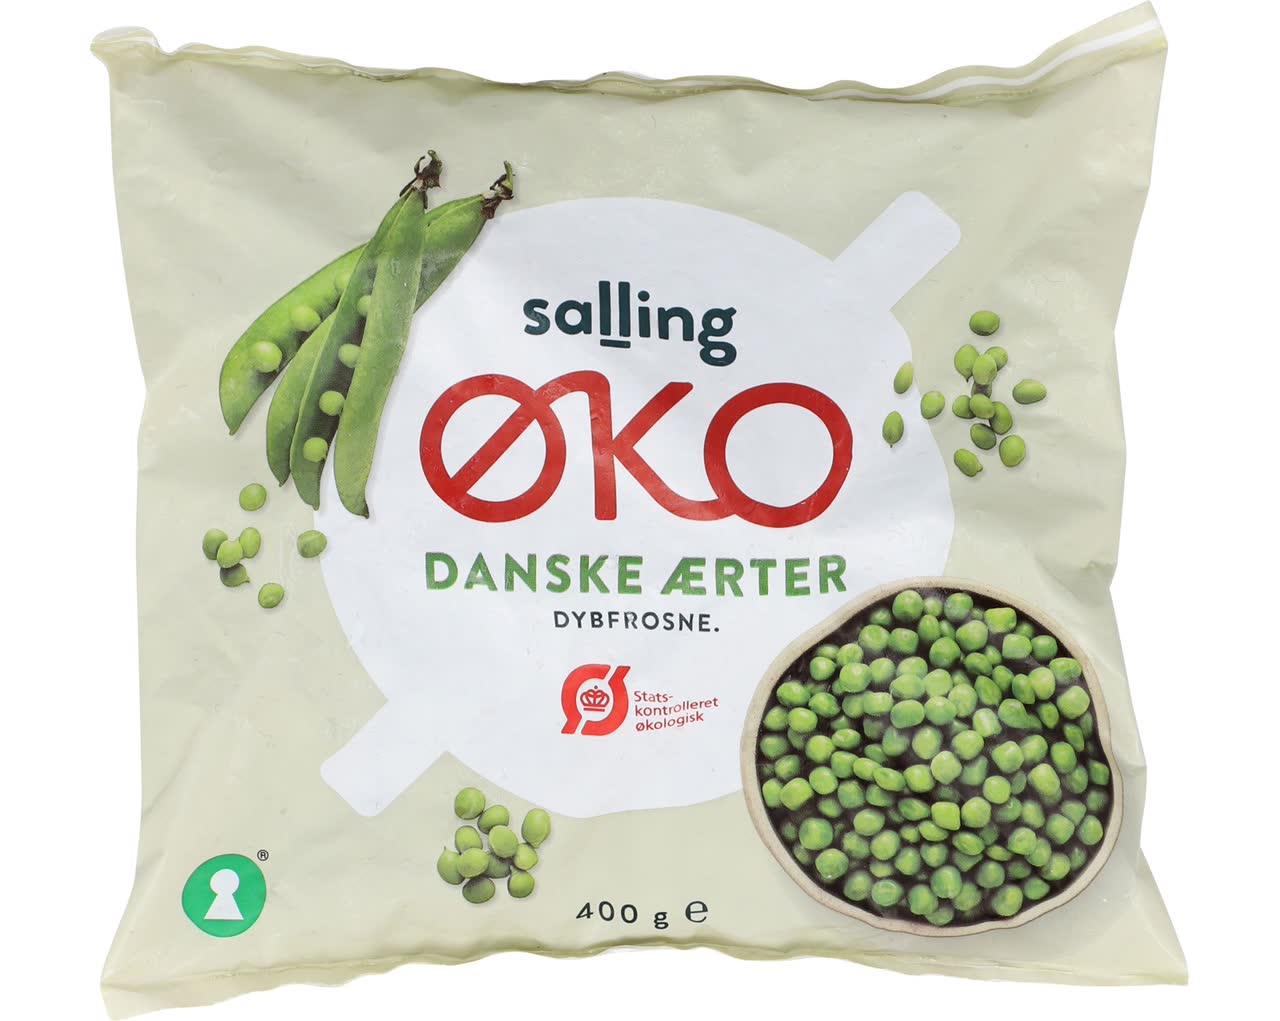 salling
ØKO
DANSKE ÆRTER
DYBFROSNE.
Stats-
kontrolleret
økologisk
®
400 g ℮